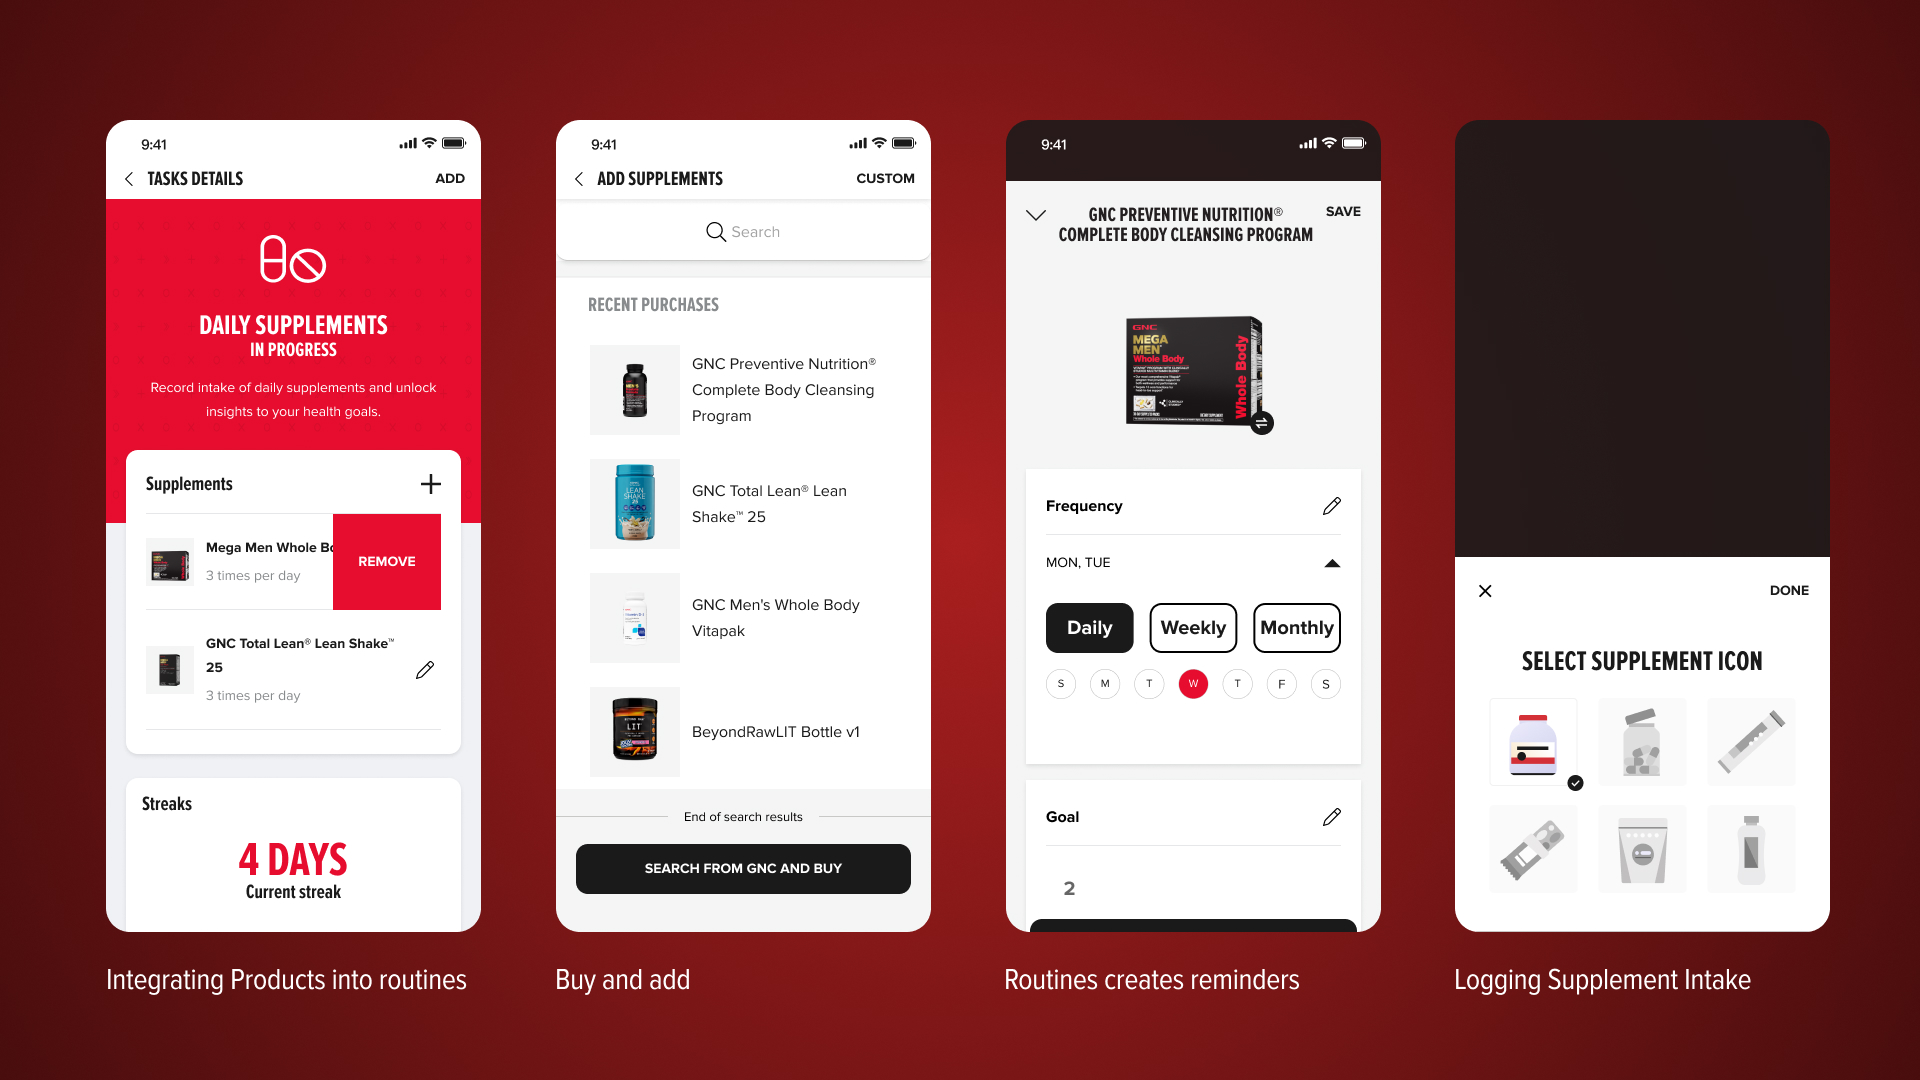 9:41
TASKS DETAILS
ADD
DAILY SUPPLEMENTS
IN PROGRESS
Record intake of daily supplements and unlock
insights to your health goals.
Supplements
Mega Men Whole Bo
3 times per day
REMOVE
GNC Total Lean® Lean Shake™
25
3 times per day
Streaks
4 DAYS
Current streak
Integrating Products into routines
9:41
ADD SUPPLEMENTS
CUSTOM
Search
RECENT PURCHASES
GNC Preventive Nutrition®
Complete Body Cleansing
Program
LEAN
SHAKE
25
GNC Total Lean® Lean
Shake™ 25
GNC Men's Whole Body
Vitapak
LIT
BeyondRawLIT Bottle v1
End of search results
SEARCH FROM GNC AND BUY
Buy and add
9:41
GNC PREVENTIVE NUTRITION®
COMPLETE BODY CLEANSING PROGRAM
SAVE
GNC
MEGA
MEN
Whole Body
Whole Body
Frequency
MON, TUE
Daily
Weekly
Monthly
S
M
T
W
T
F
S
Goal
2
Routines creates reminders
DONE
SELECT SUPPLEMENT ICON
Logging Supplement Intake